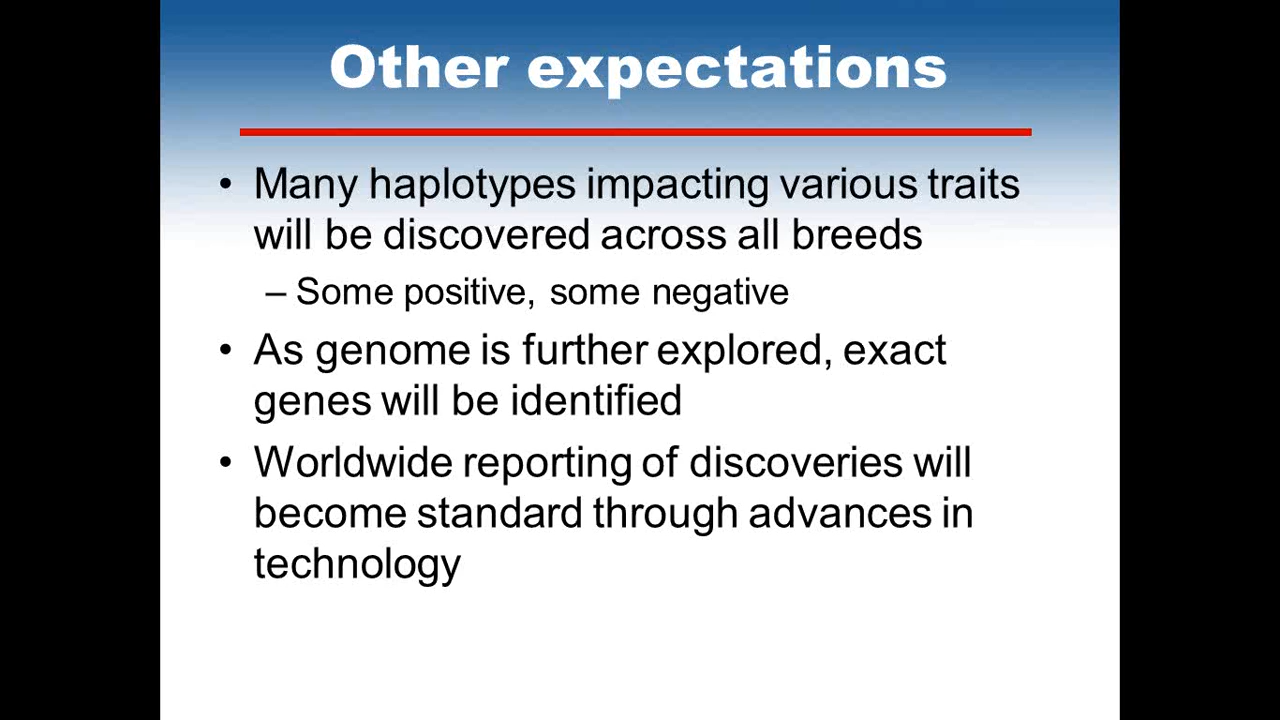 Other expectations
• Many haplotypes impacting various traits
will be discovered across all breeds
– Some positive, some negative
• As genome is further explored, exact
genes will be identified
• Worldwide reporting of discoveries will
become standard through advances in
technology